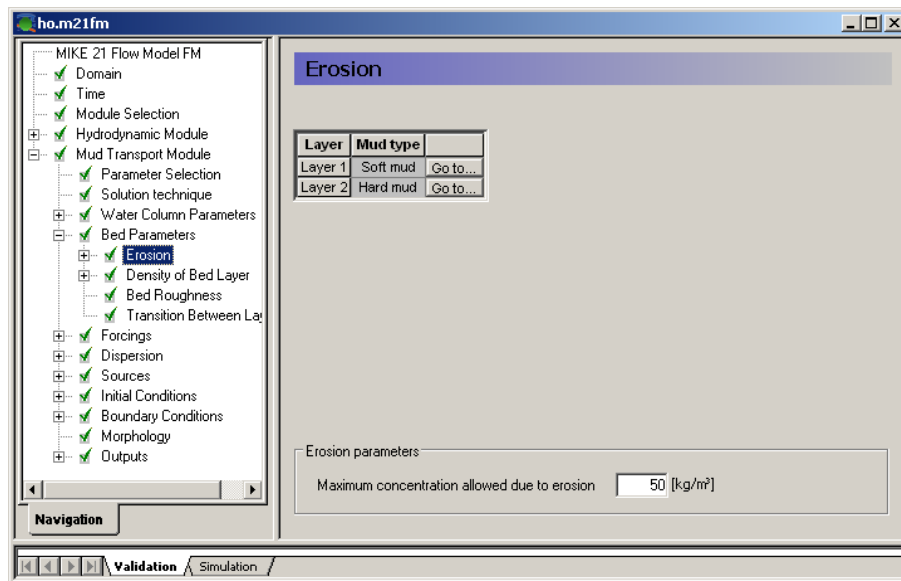 ho.m21fm
MIKE 21 Flow Model FM
Domain
Time
Module Selection
Hydrodynamic Module
Mud Transport Module
Parameter Selection
Solution technique
Water Column Parameters
Bed Parameters
Erosion
Density of Bed Layer
Bed Roughness
Transition Between La
Forcings
Dispersion
Sources
Initial Conditions
Boundary Conditions
Morphology
Outputs
Navigation
Erosion
Layer Mud type
Layer 1 Soft mud Go to...
Layer 2 Hard mud Go to...
Erosion parameters
Maximum concentration allowed due to erosion 50 [kg/m³]
Validation Simulation